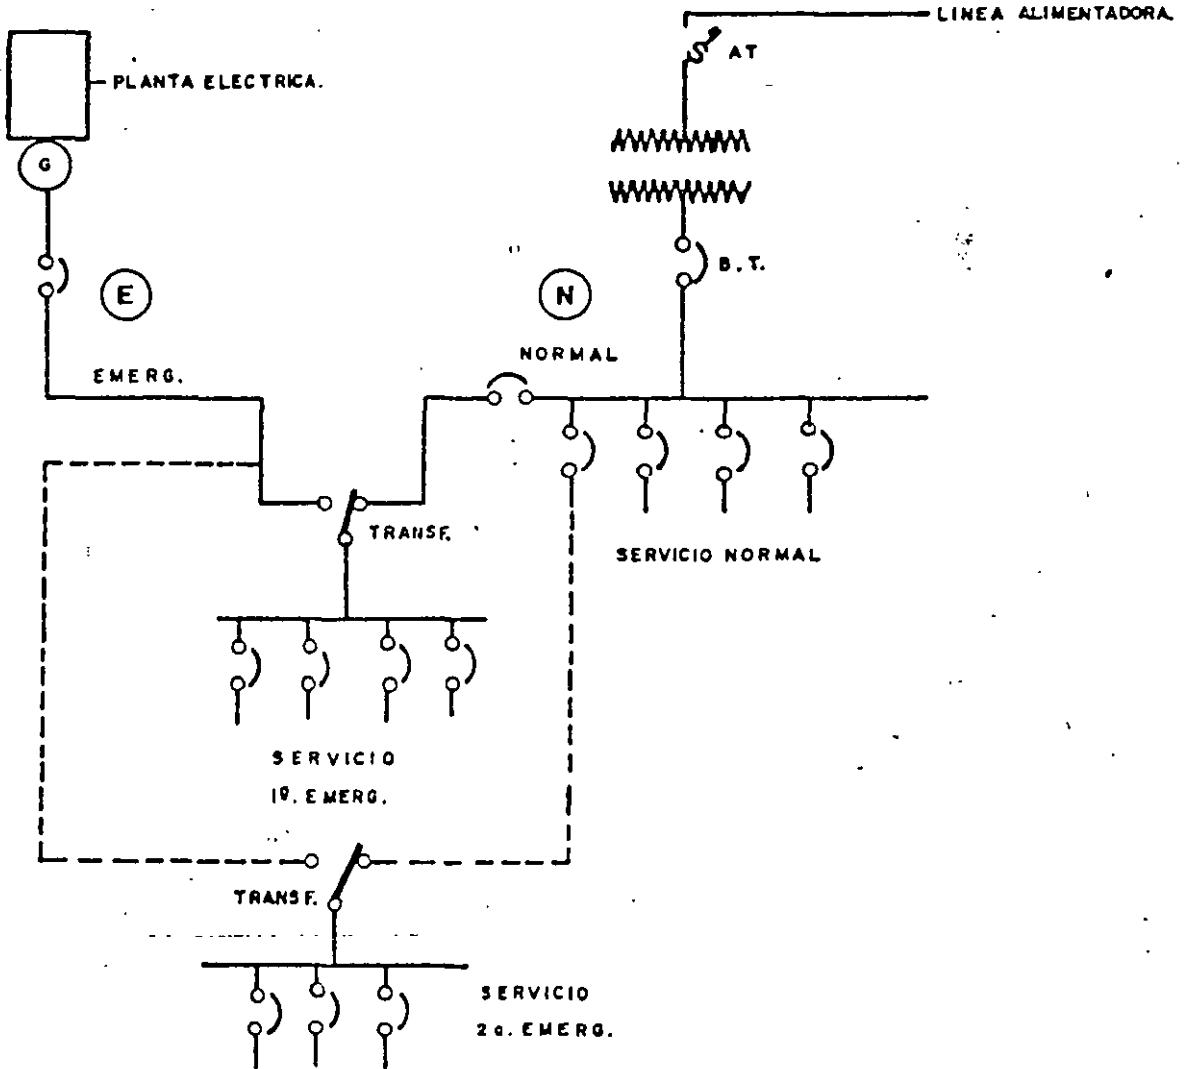 LINEA ALIMENTADORA.
AT
PLANTA ELECTRICA.
G
E
N
B.T.
NORMAL
EMERG.
TRANSF.
SERVICIO NORMAL
SERVICIO
1º. EMERG.
TRANSF.
SERVICIO
2a. EMERG.